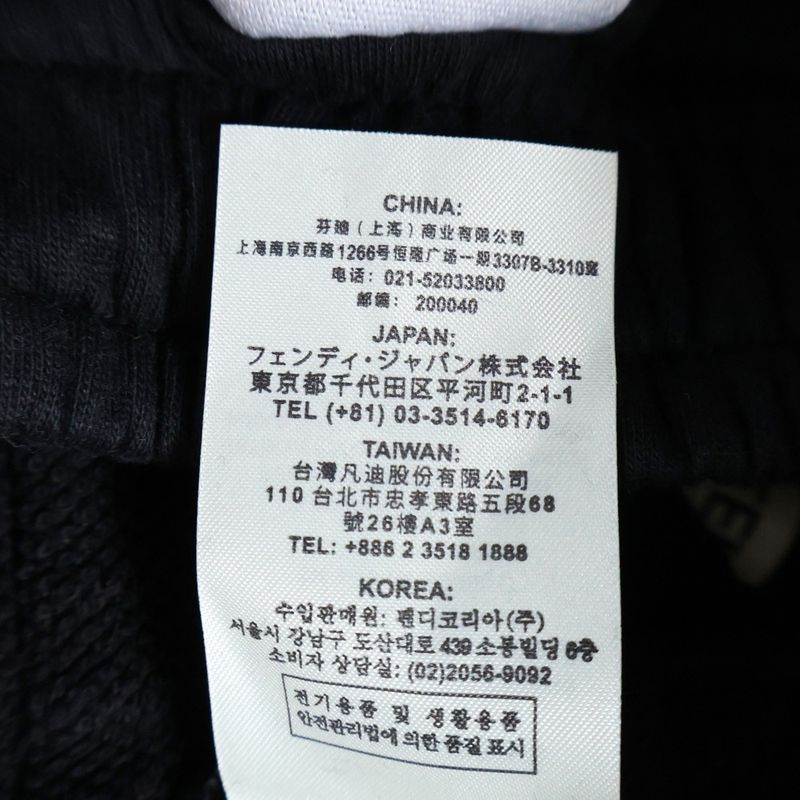 CHINA:
芬迪(上海)商业有限公司
上海南京西路1266号恒隆广场一期3307B-3310室
电话: 021-52033800
邮编: 200040
JAPAN:
フェンディ・ジャパン株式会社
東京都千代田区平河町2-1-1
TEL (+81) 03-3514-6170
TAIWAN:
台灣凡迪股份有限公司
110 台北市忠孝東路五段68
號26樓A3室
TEL: +886 2 3518 1888
KOREA:
수입판매원: 펜디코리아(주)
서울시 강남구 도산대로 439 소봉빌딩 6층
소비자 상담실: (02)2056-9092
전기용품 및 생활용품
안전관리법에 의한 품질 표시